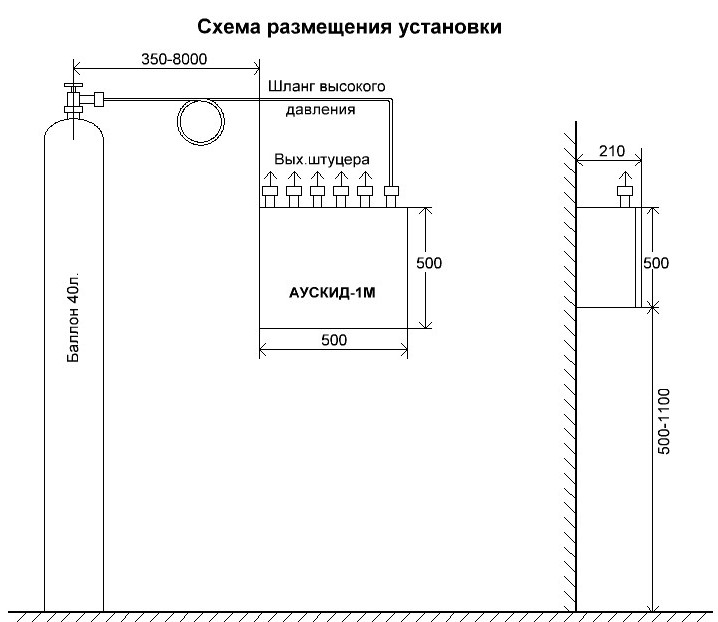 Схема размещения установки
350-8000
Шланг высокого
давления
Вых.штуцера
210
500
500
АУСКИД-1М
500
Баллон 40л.
500-1100